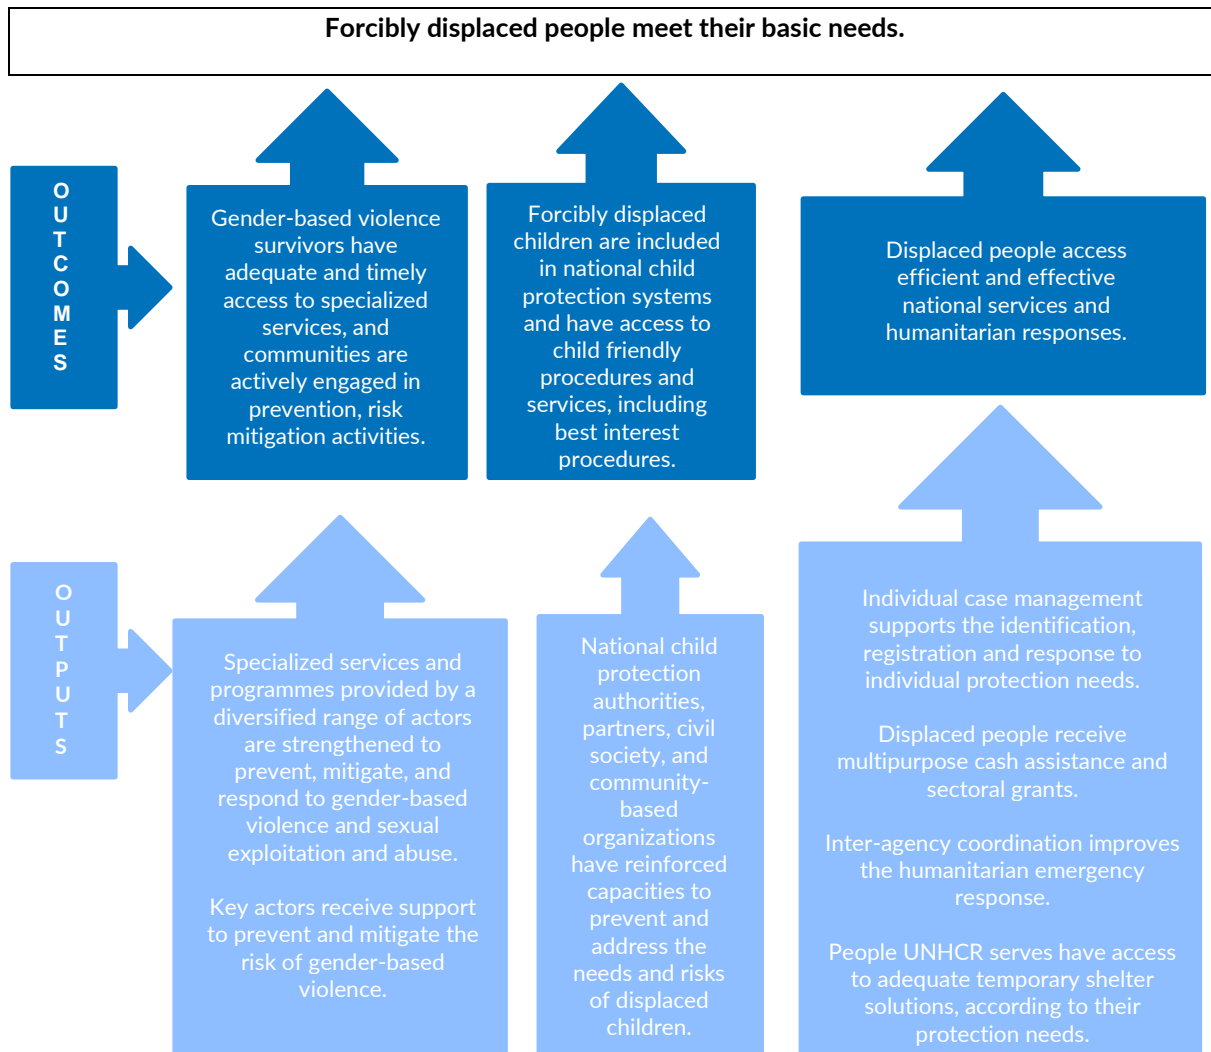 Forcibly displaced people meet their basic needs.
O
U
T
C
O
M
E
S
Gender-based violence
survivors have
adequate and timely
access to specialized
services, and
communities are
actively engaged in
prevention, risk
mitigation activities.
Forcibly displaced
children are included
in national child
protection systems
and have access to
child friendly
procedures and
services, including
best interest
procedures.
Displaced people access
efficient and effective
national services and
humanitarian responses.
O
U
T
P
U
T
S
Specialized services and
programmes provided by a
diversified range of actors
are strengthened to
prevent, mitigate, and
respond to gender-based
violence and sexual
exploitation and abuse.
Key actors receive support
to prevent and mitigate the
risk of gender-based
violence.
National child
protection
authorities,
partners, civil
society, and
community-
based
organizations
have reinforced
capacities to
prevent and
address the
needs and risks
of displaced
children.
Individual case management
supports the identification,
registration and response to
individual protection needs.
Displaced people receive
multipurpose cash assistance and
sectoral grants.
Inter-agency coordination improves
the humanitarian emergency
response.
People UNHCR serves have access
to adequate temporary shelter
solutions, according to their
protection needs.